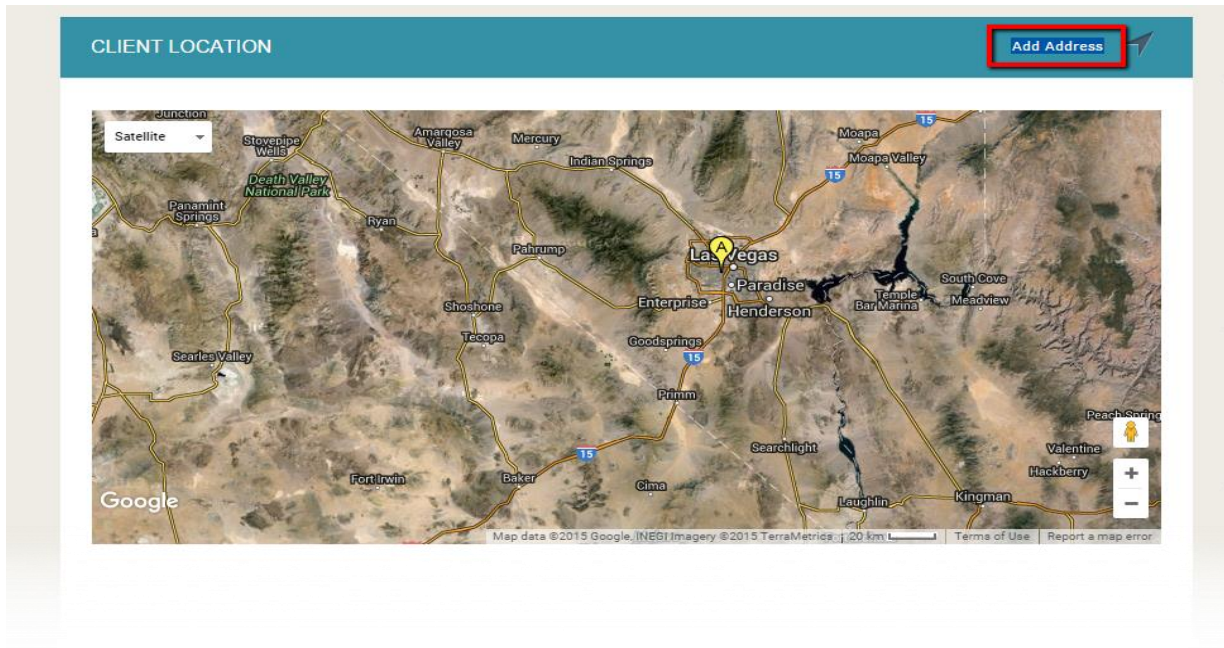 CLIENT LOCATION
Add Address
Junction
Satellite
Stovepipe
Wells
Amargosa
Valley
Mercury
Indian Springs
Moapa
15
Moapa Valley
15
Death Valley
National Park
Panamint
Springs
Ryan
Pahrump
A
Las Vegas
Paradise
Enterprise
Henderson
South Cove
Temple
Bar Marina
Meadview
Shoshone
Tecopa
Goodsprings
15
Searles Valley
Primm
Peach Spring
Searchlight
Valentine
15
Hackberry
Fort Irwin
Baker
Cima
Laughlin
Kingman
+
−
Google
Map data ©2015 Google, INEGI Imagery ©2015 TerraMetrics 20 km Terms of Use Report a map error